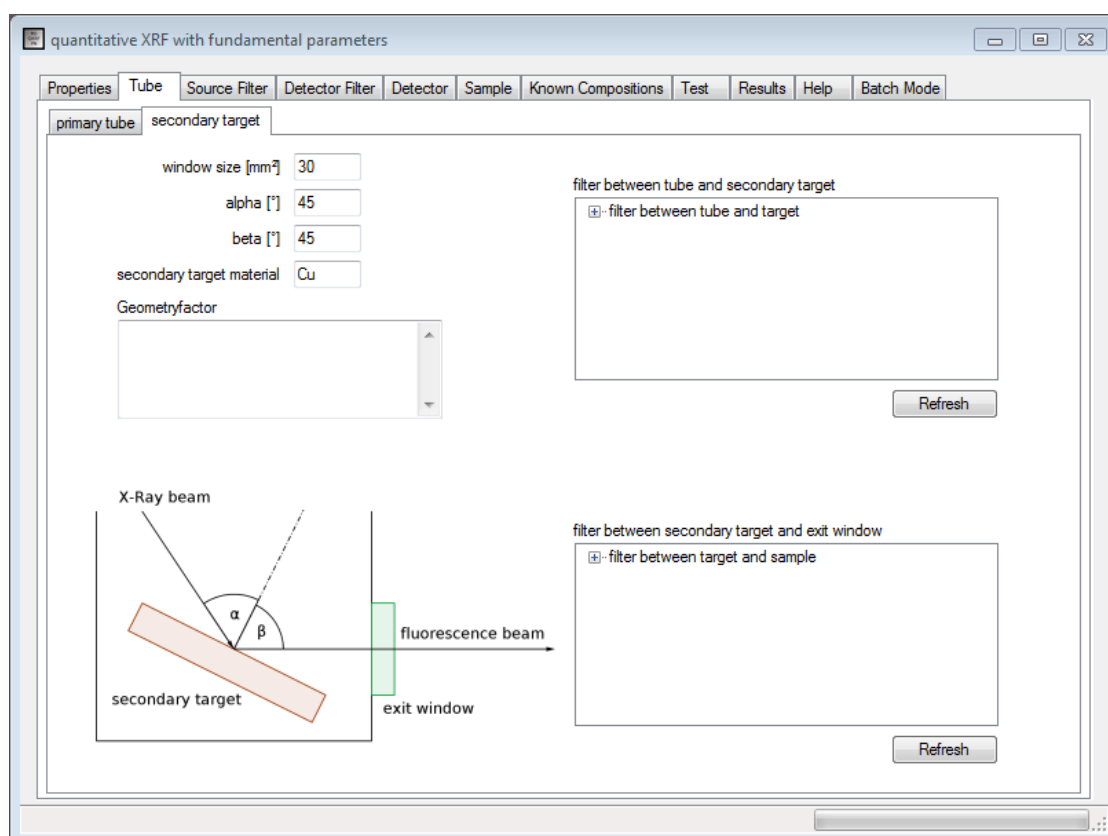 quantitative XRF with fundamental parameters
Properties Tube Source Filter Detector Filter Detector Sample Known Compositions Test Results Help Batch Mode
primary tube secondary target
window size [mm²] 30
alpha [°] 45
beta [°] 45
secondary target material Cu
Geometryfactor
filter between tube and secondary target
filter between tube and target
Refresh
X-Ray beam
α
β
fluorescence beam
secondary target
exit window
filter between secondary target and exit window
filter between target and sample
Refresh